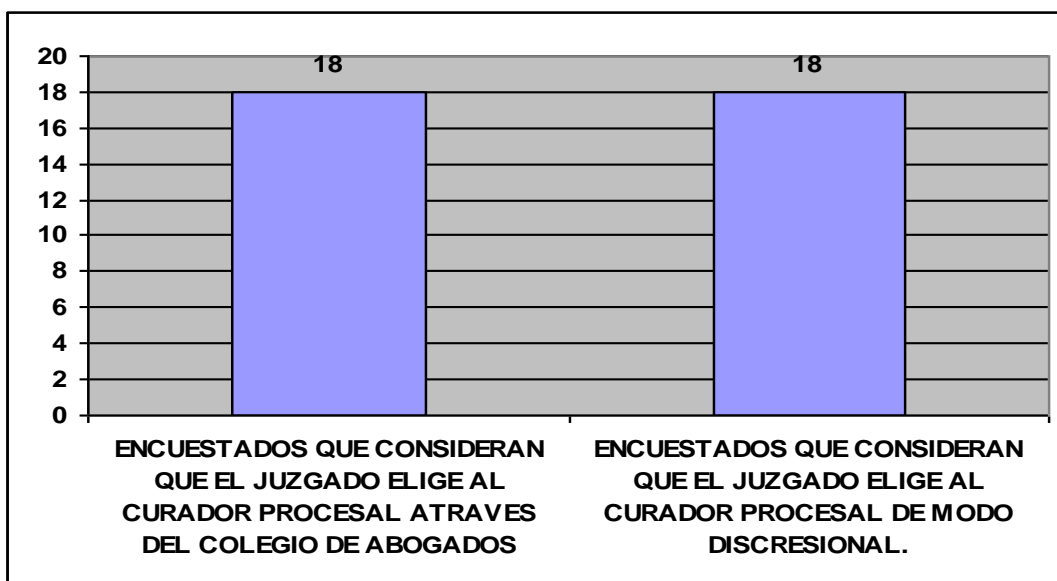 20
18
16
14
12
10
8
6
4
2
0
18
18
ENCUESTADOS QUE CONSIDERAN
QUE EL JUZGADO ELIGE AL
CURADOR PROCESAL ATRAVES
DEL COLEGIO DE ABOGADOS
ENCUESTADOS QUE CONSIDERAN
QUE EL JUZGADO ELIGE AL
CURADOR PROCESAL DE MODO
DISCRESIONAL.